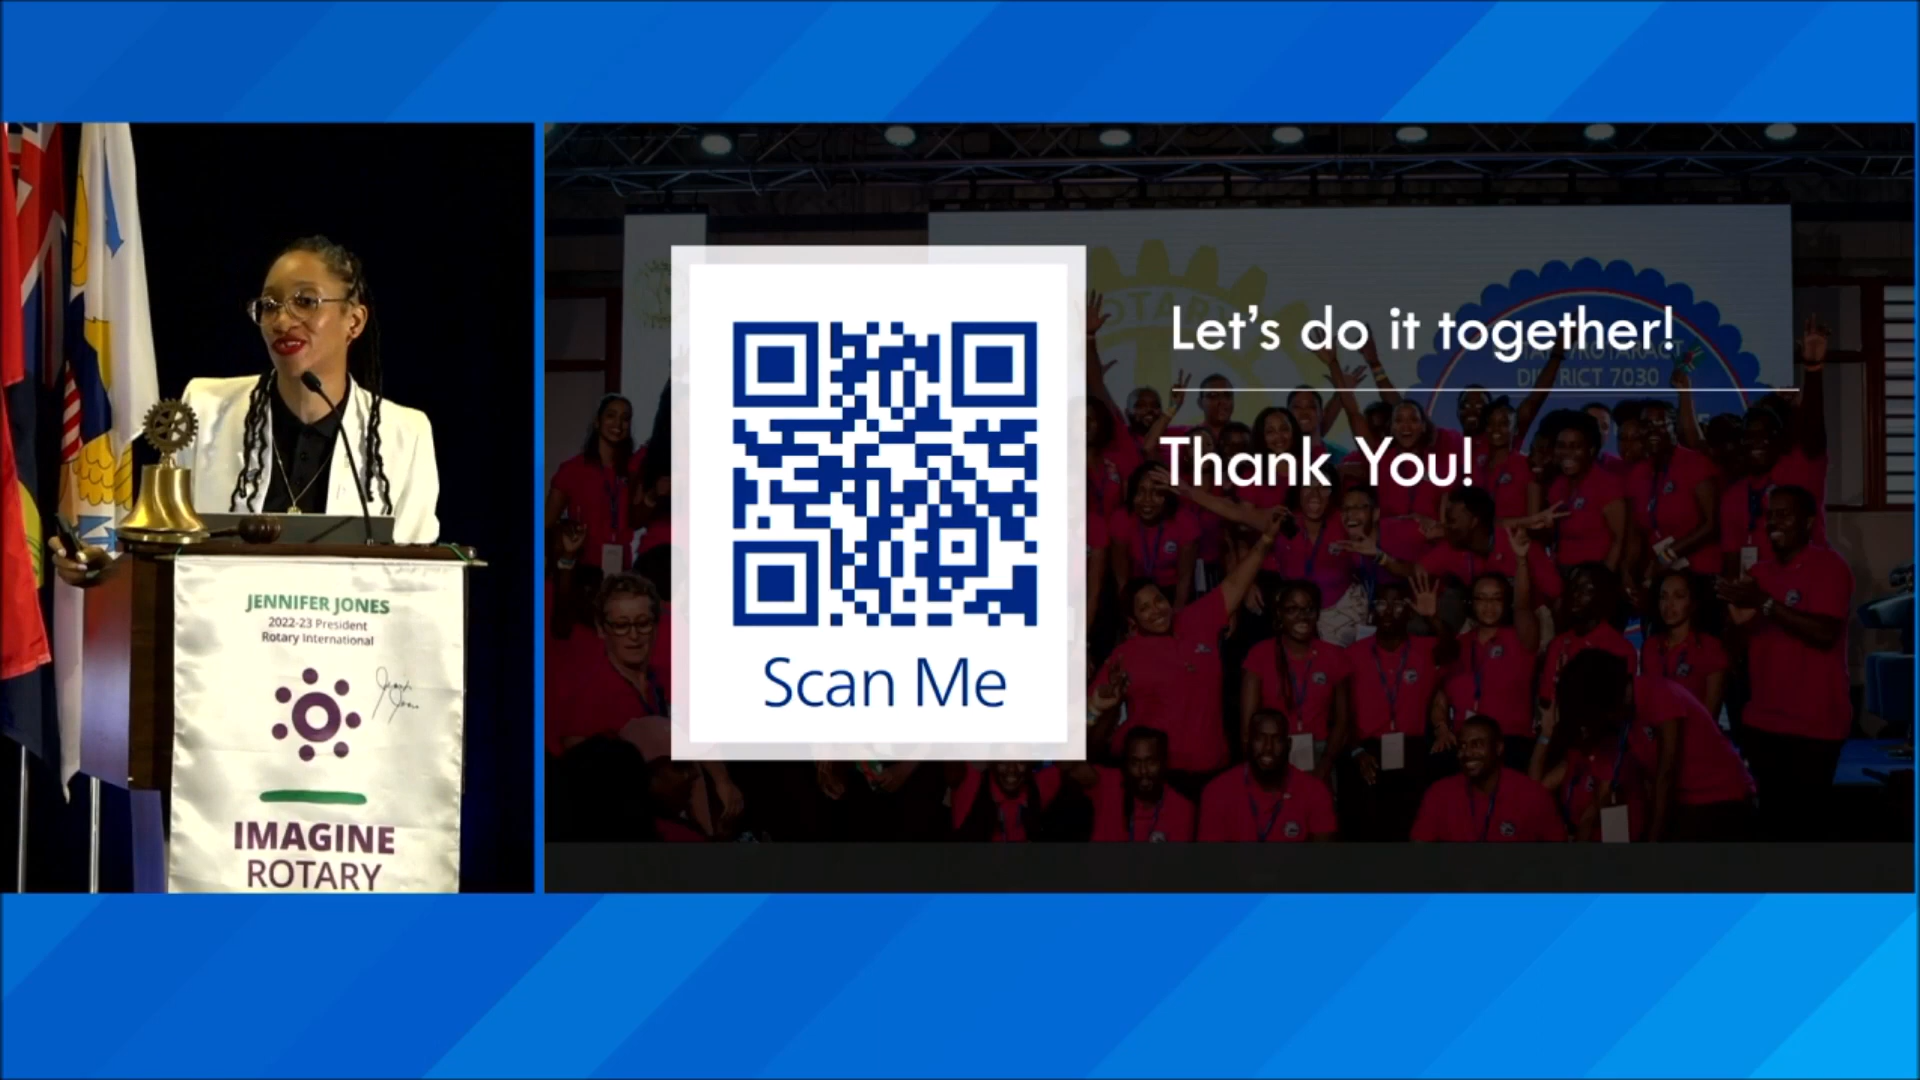 JENNIFER JONES
2022-23 President
Rotary International
IMAGINE
ROTARY
Scan Me
Let's do it together!
ROTARACT
DISTRICT 7030
Thank You!